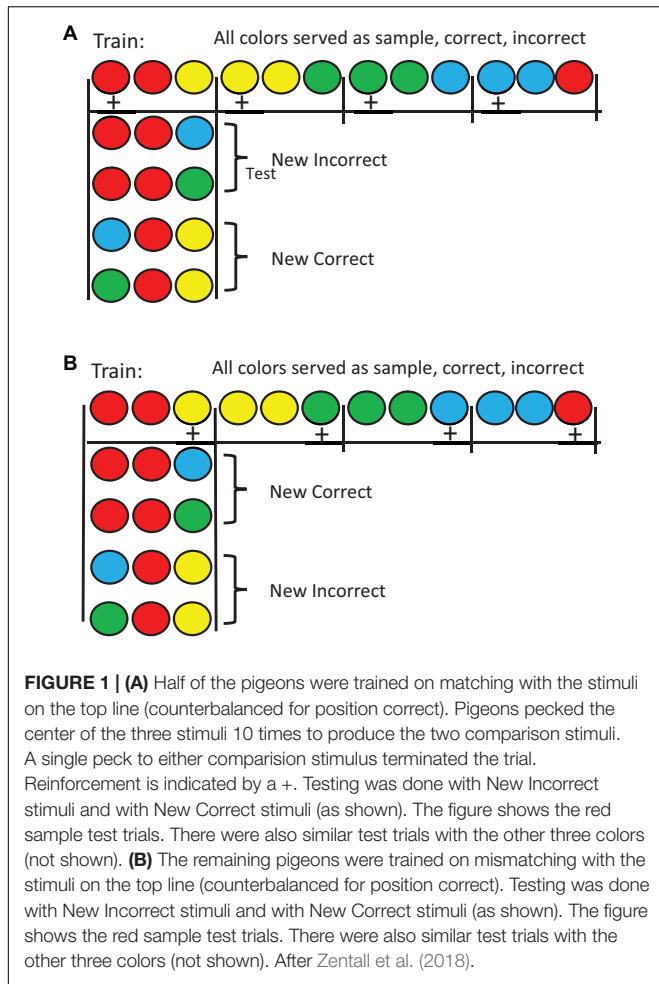 A Train: All colors served as sample, correct, incorrect
+ + + +
New Incorrect
Test
New Correct
B Train: All colors served as sample, correct, incorrect
+ + + +
New Correct
New Incorrect
FIGURE 1 | (A) Half of the pigeons were trained on matching with the stimuli
on the top line (counterbalanced for position correct). Pigeons pecked the
center of the three stimuli 10 times to produce the two comparison stimuli.
A single peck to either comparision stimulus terminated the trial.
Reinforcement is indicated by a +. Testing was done with New Incorrect
stimuli and with New Correct stimuli (as shown). The figure shows the red
sample test trials. There were also similar test trials with the other three colors
(not shown). (B) The remaining pigeons were trained on mismatching with the
stimuli on the top line (counterbalanced for position correct). Testing was done
with New Incorrect stimuli and with New Correct stimuli (as shown). The figure
shows the red sample test trials. There were also similar test trials with the
other three colors (not shown). After Zentall et al. (2018).